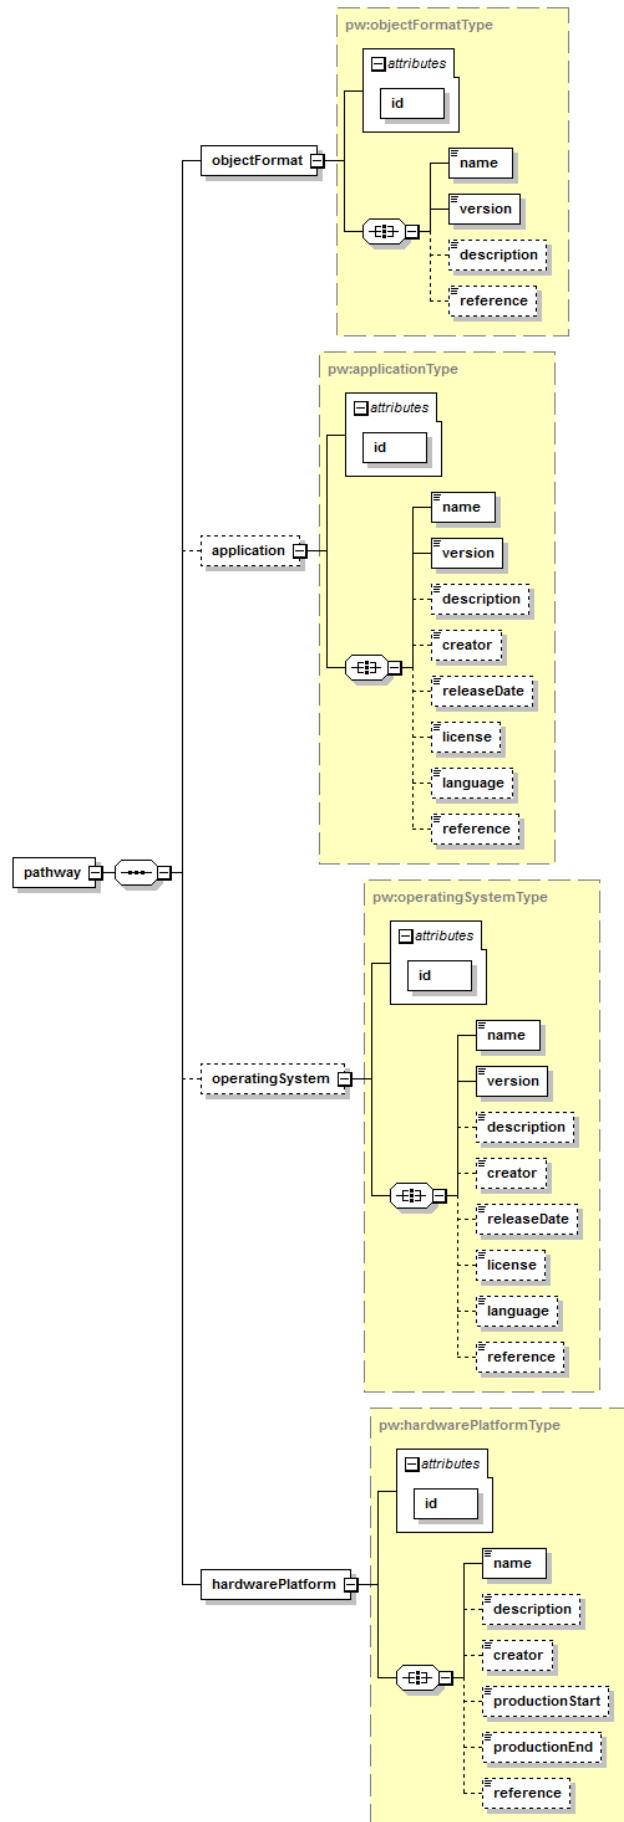 pathway
objectFormat
pw:objectFormatType
attributes
id
name
version
description
reference
application
pw:applicationType
attributes
id
name
version
description
creator
releaseDate
license
language
reference
operatingSystem
pw:operatingSystemType
attributes
id
name
version
description
creator
releaseDate
license
language
reference
hardwarePlatform
pw:hardwarePlatformType
attributes
id
name
description
creator
productionStart
productionEnd
reference